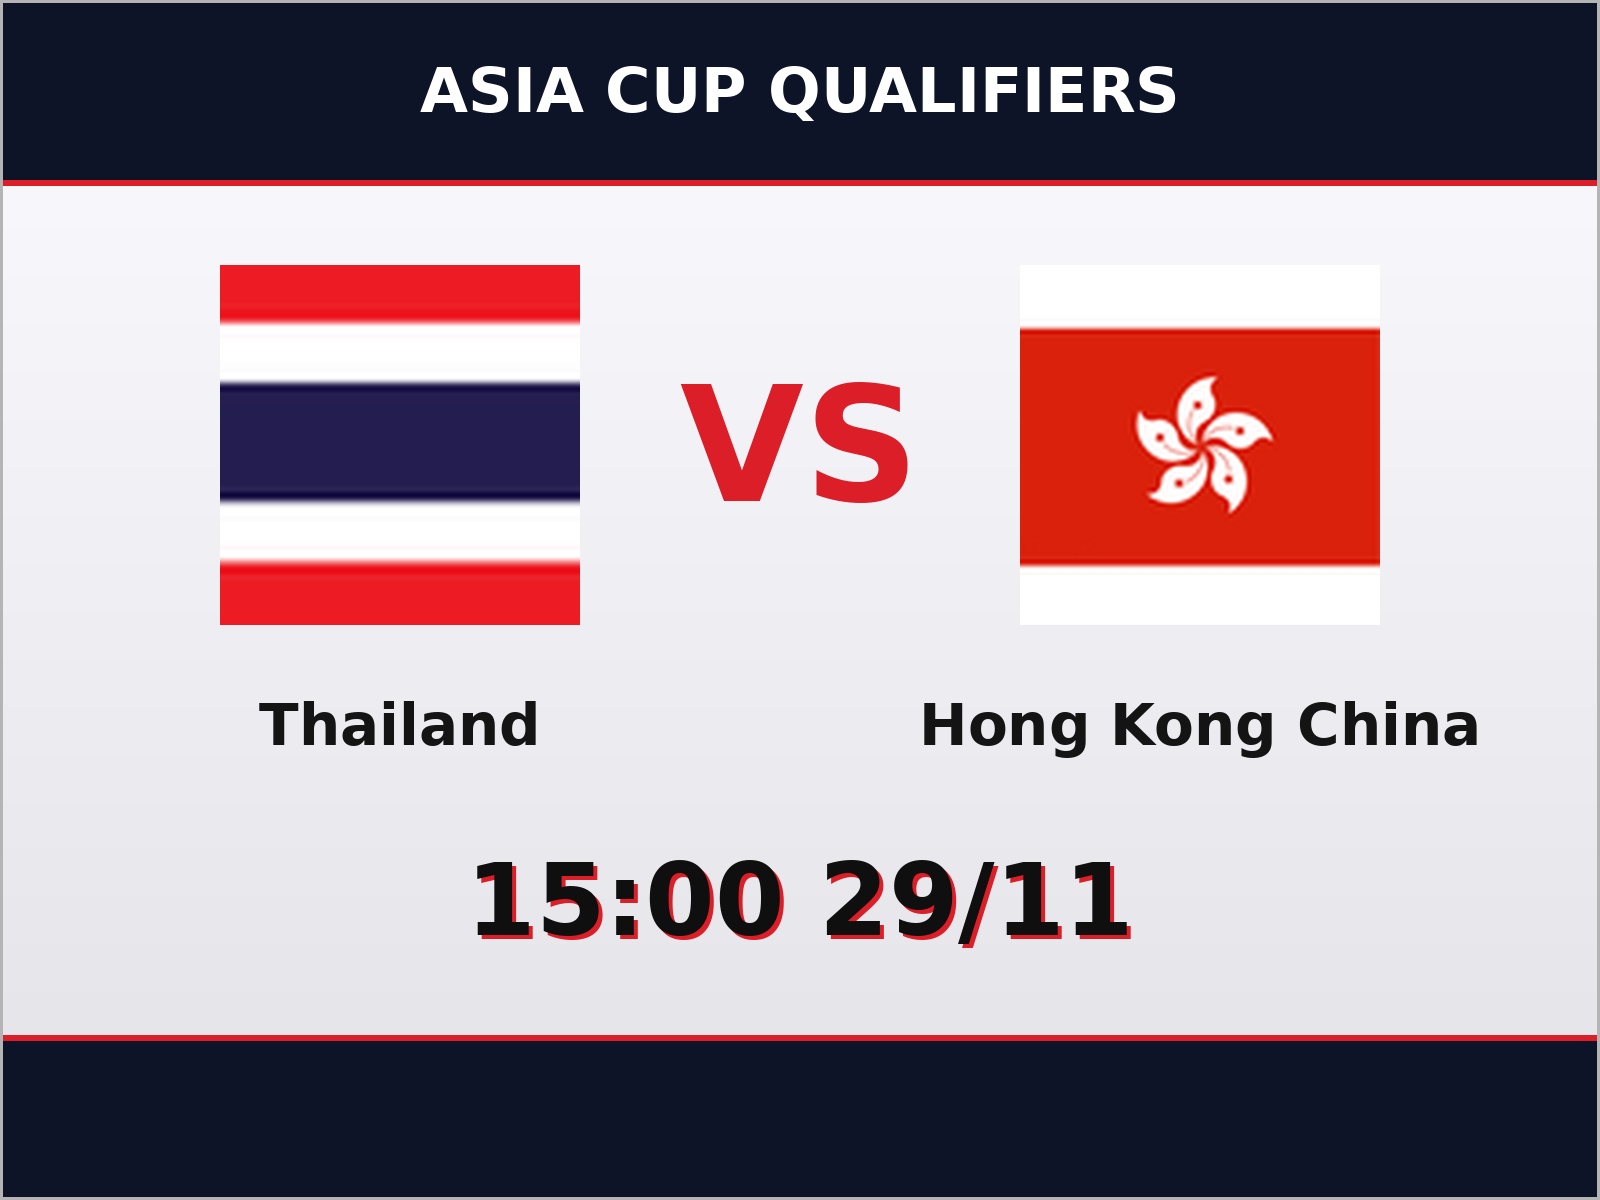 ASIA CUP QUALIFIERS
VS
Thailand
Hong Kong China
15:00 29/11